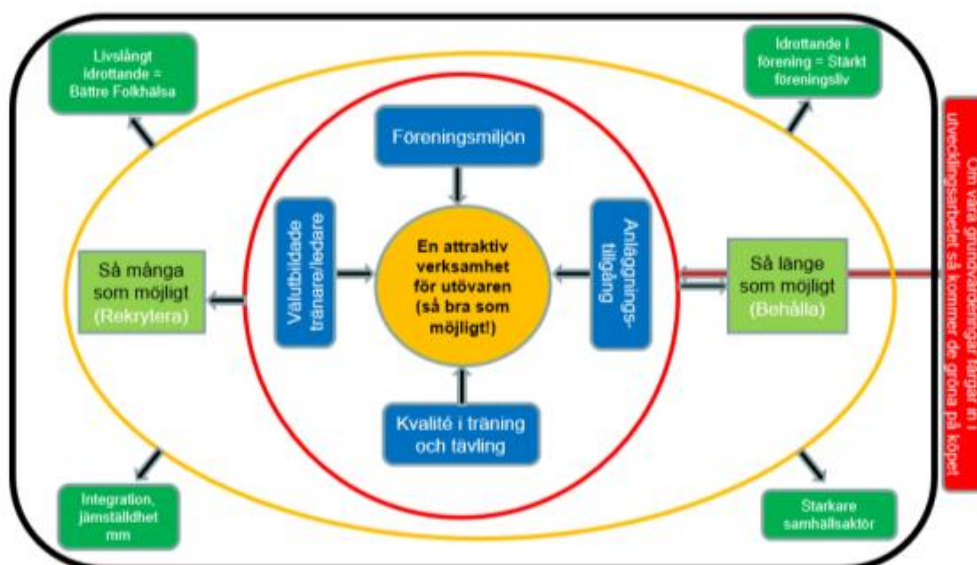 Livslångt
idrottande =
Bättre Folkhälsa
Idrottande i
förening = Stärkt
föreningsliv
Föreningsmiljön
Välutbildade
tränare/ledare
En attraktiv
verksamhet
för utövaren
(så bra som
möjligt!)
Anläggnings-
tillgång
Så många
som möjligt
(Rekrytera)
Så länge
som möjligt
(Behålla)
Kvalité i träning
och tävling
Integration,
jämställdhet
mm
Starkare
samhällsaktör
Om våra grundvärderingar färgar in i
utvecklingsarbetet så kommer de gröna på köpet